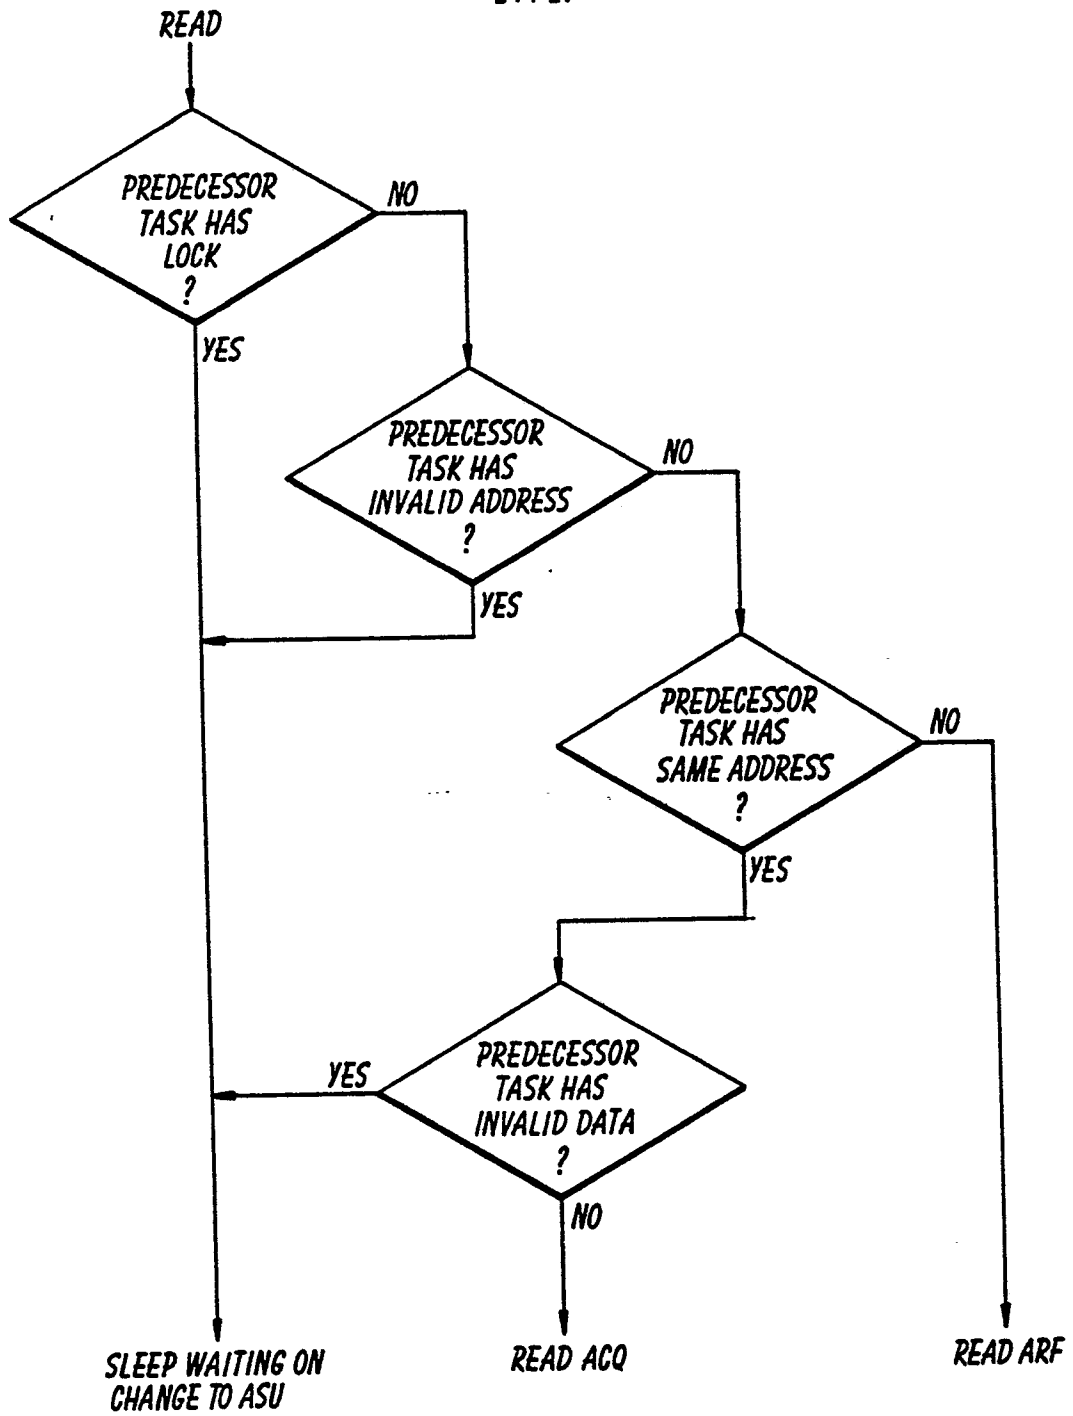 READ
PREDECESSOR
TASK HAS
LOCK
?
NO
YES
PREDECESSOR
TASK HAS
INVALID ADDRESS
?
NO
YES
PREDECESSOR
TASK HAS
SAME ADDRESS
?
NO
YES
PREDECESSOR
TASK HAS
INVALID DATA
?
YES
NO
SLEEP WAITING ON
CHANGE TO ASU
READ ACQ
READ ARF